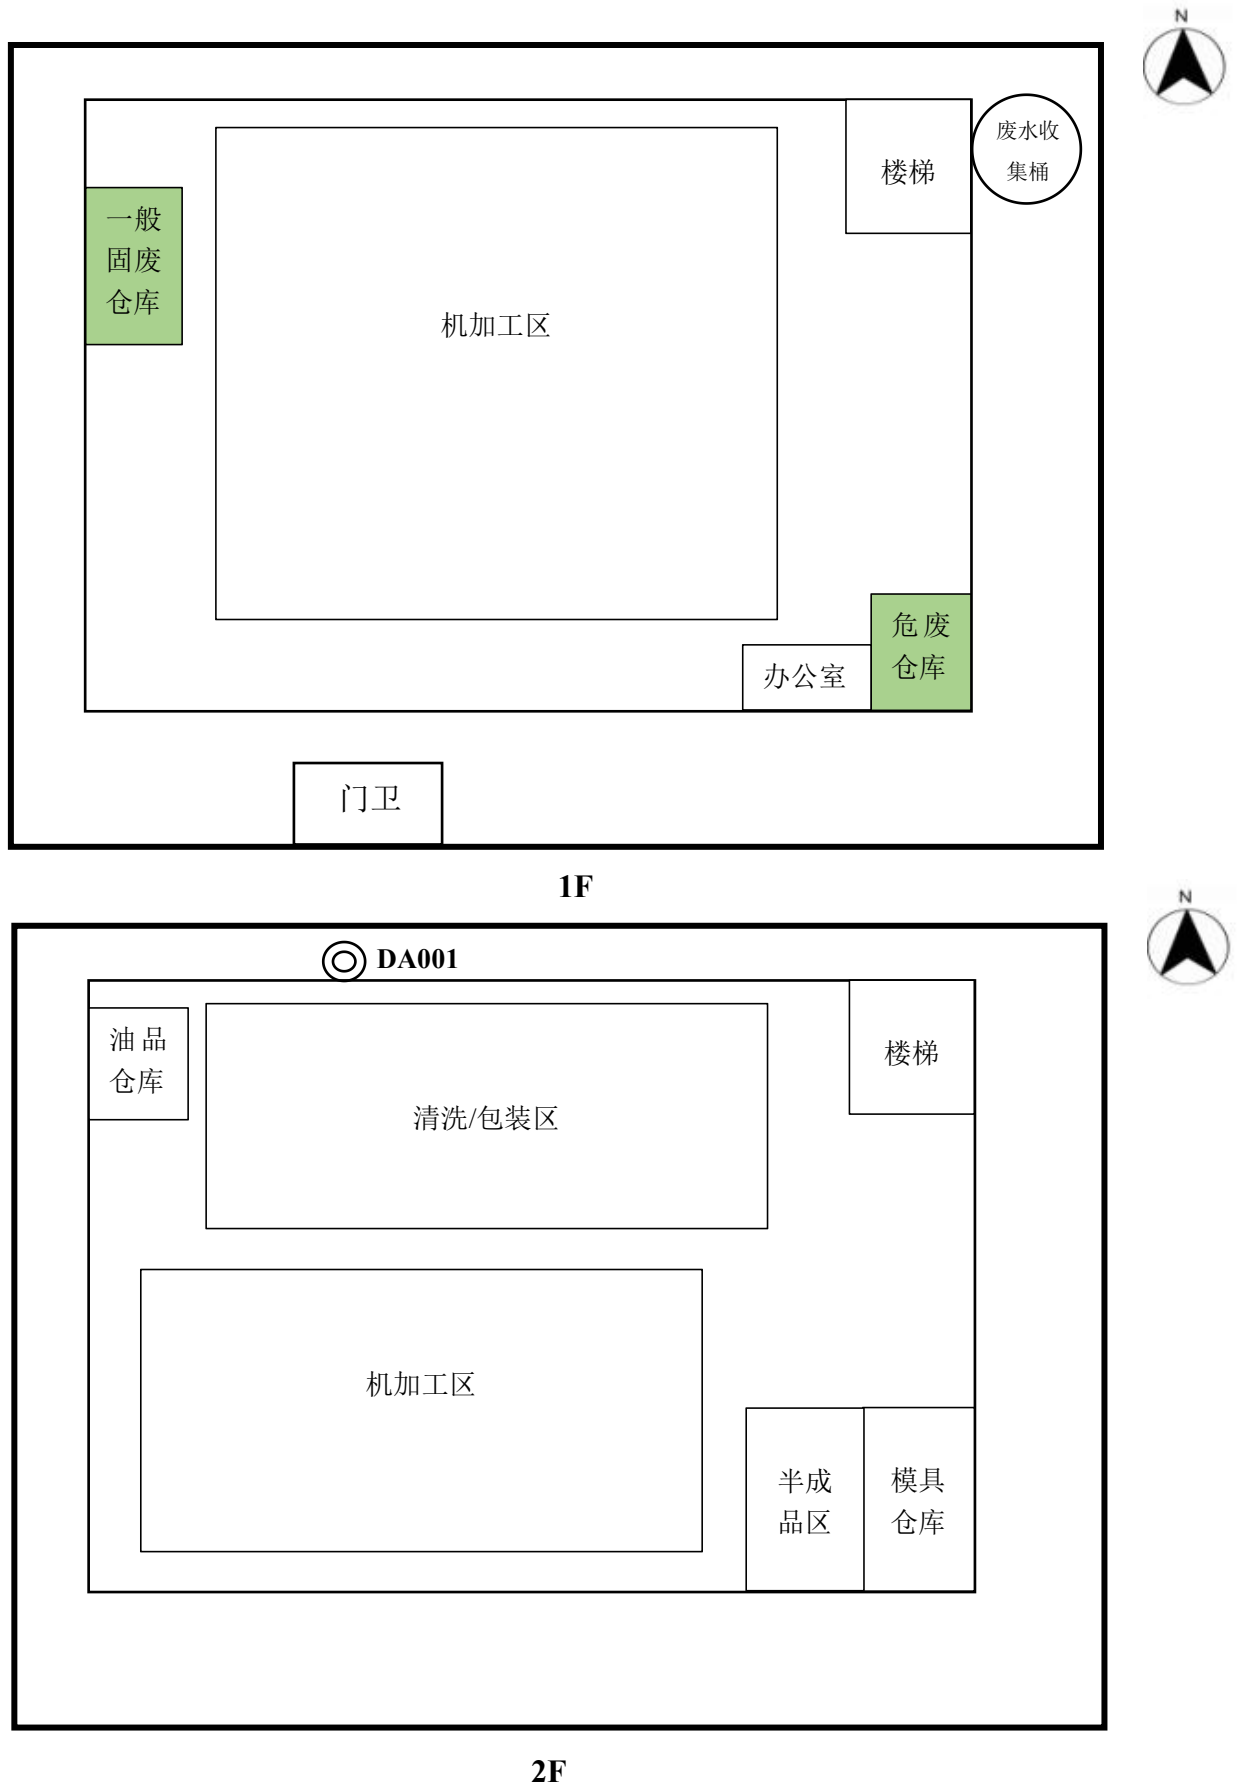 N
废水收
集桶
楼梯
一般
固废
仓库
机加工区
危废
仓库
办公室
门卫
1F
N
DA001
油品
仓库
楼梯
清洗/包装区
机加工区
半成
品区
模具
仓库
2F